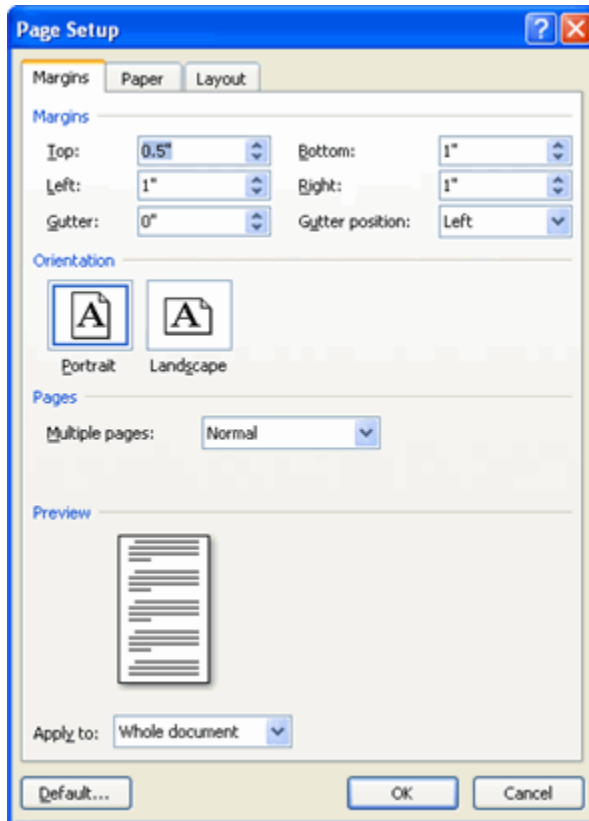 Page Setup
Margins Paper Layout
Margins
Top: 0.5" Bottom: 1"
Left: 1" Right: 1"
Gutter: 0" Gutter position: Left
Orientation
A A
Portrait Landscape
Pages
Multiple pages: Normal
Preview
Apply to: Whole document
Default... OK Cancel